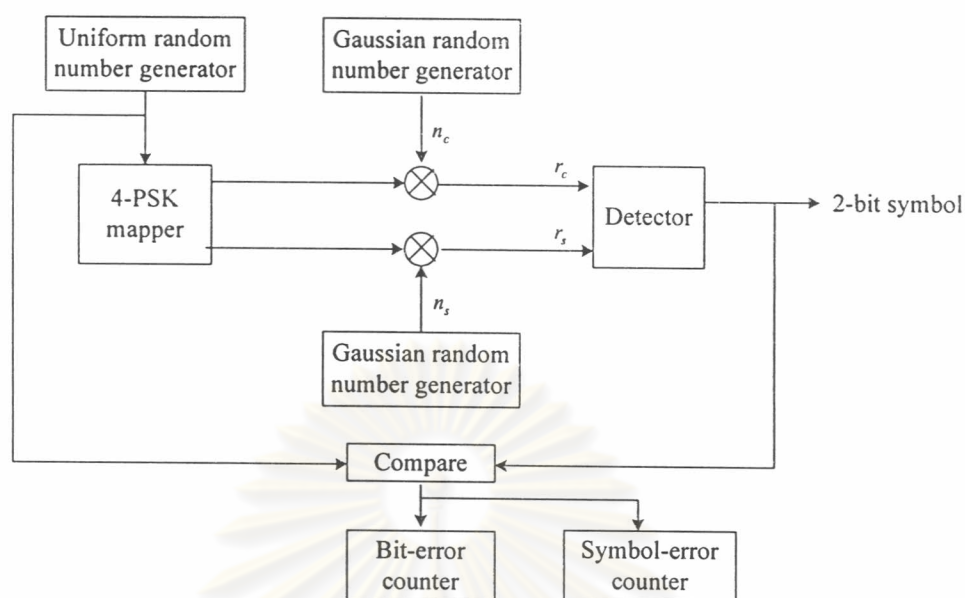 Uniform random
number generator
Gaussian random
number generator
n_c
4-PSK
mapper
r_c
r_s
Detector
2-bit symbol
n_s
Gaussian random
number generator
Compare
Bit-error
counter
Symbol-error
counter